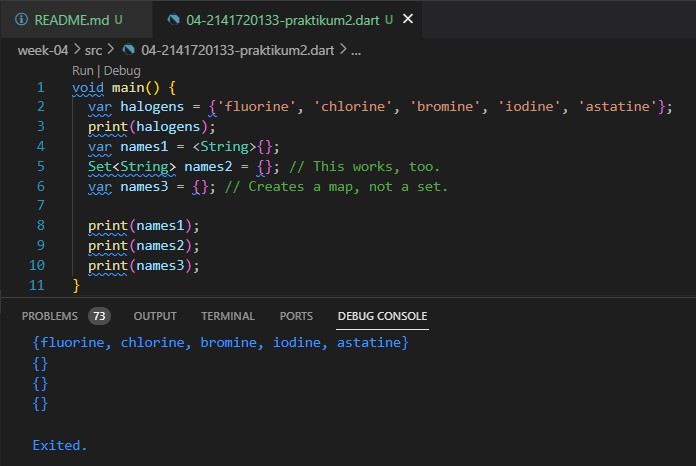 README.md U
04-2141720133-praktikum2.dart U
week-04 > src > 04-2141720133-praktikum2.dart > ...
Run | Debug
1 void main() {
2 var halogens = {'fluorine', 'chlorine', 'bromine', 'iodine', 'astatine'};
3 print(halogens);
4 var names1 = <String>{};
5 Set<String> names2 = {}; // This works, too.
6 var names3 = {}; // Creates a map, not a set.
7
8 print(names1);
9 print(names2);
10 print(names3);
11 }
PROBLEMS 73 OUTPUT TERMINAL PORTS DEBUG CONSOLE
{fluorine, chlorine, bromine, iodine, astatine}
{}
{}
{}
Exited.